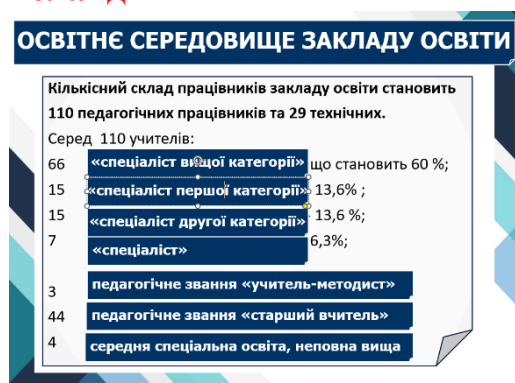 ОСВІТНЄ СЕРЕДОВИЩЕ ЗАКЛАДУ ОСВІТИ
Кількісний склад працівників закладу освіти становить
110 педагогічних працівників та 29 технічних.
Серед 110 учителів:
66 «спеціаліст вищої категорії» що становить 60 %;
15 «спеціаліст першої категорії» 13,6% ;
15 «спеціаліст другої категорії» 13,6 %;
7 «спеціаліст» 6,3%;
3 педагогічне звання «учитель-методист»
44 педагогічне звання «старший вчитель»
4 середня спеціальна освіта, неповна вища